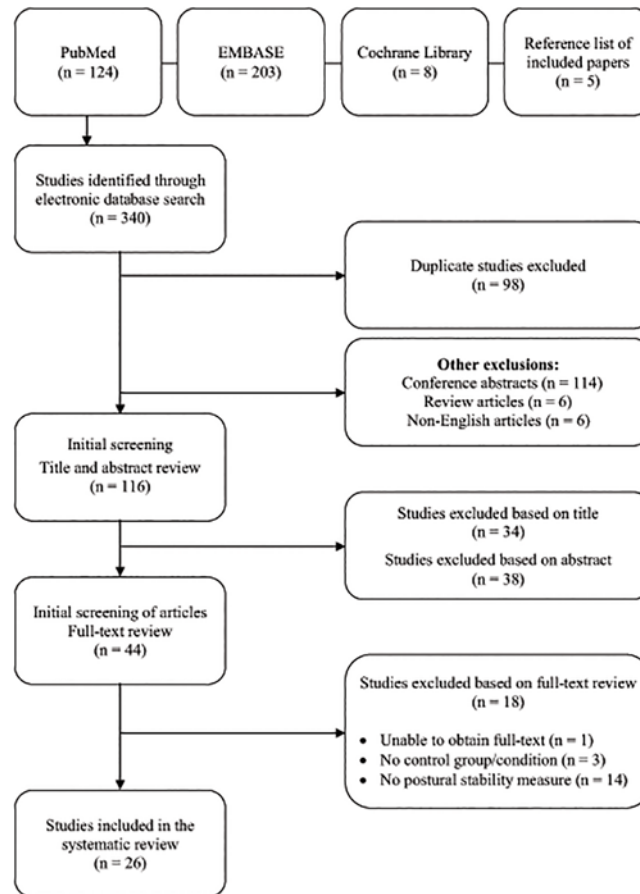 PubMed
(n = 124)
EMBASE
(n = 203)
Cochrane Library
(n = 8)
Reference list of
included papers
(n = 5)
Studies identified through
electronic database search
(n = 340)
Duplicate studies excluded
(n = 98)
Other exclusions:
Conference abstracts (n = 114)
Review articles (n = 6)
Non-English articles (n = 6)
Initial screening
Title and abstract review
(n = 116)
Studies excluded based on title
(n = 34)
Studies excluded based on abstract
(n = 38)
Initial screening of articles
Full-text review
(n = 44)
Studies excluded based on full-text review
(n = 18)
• Unable to obtain full-text (n = 1)
• No control group/condition (n = 3)
• No postural stability measure (n = 14)
Studies included in the
systematic review
(n = 26)